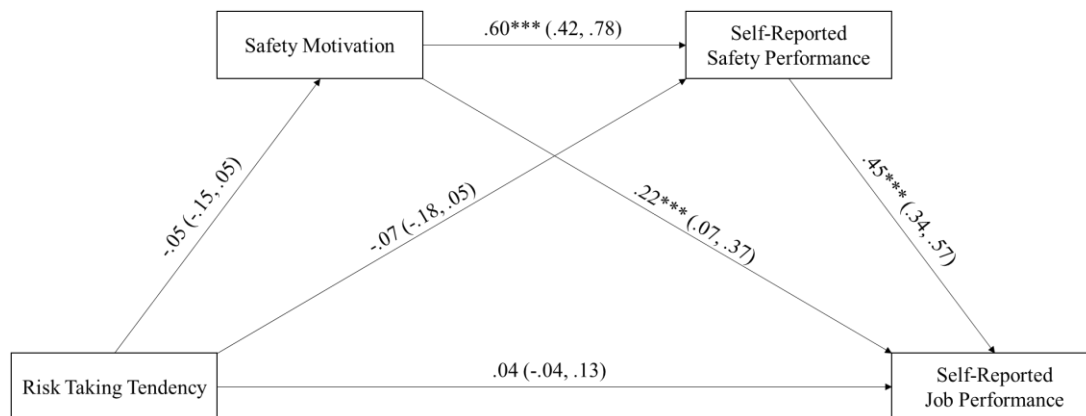 .60*** (.42, .78)
Safety Motivation
Self-Reported
Safety Performance
-.05 (-.15, .05)
-.07 (-.18, .05)
.22*** (.07, .37)
.45*** (.34, .57)
Risk Taking Tendency
.04 (-.04, .13)
Self-Reported
Job Performance